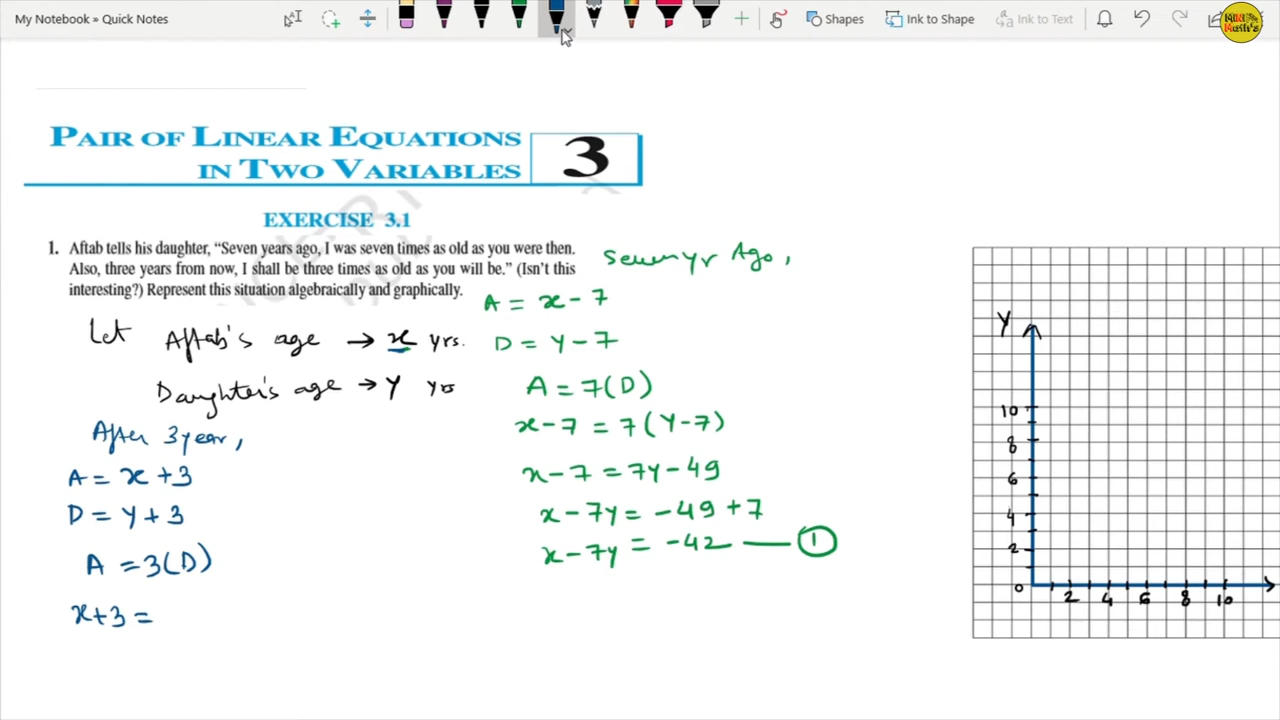 My Notebook » Quick Notes
Shapes
Ink to Shape
Ink to Text
PAIR OF LINEAR EQUATIONS
IN TWO VARIABLES
3
EXERCISE 3.1
1. Aftab tells his daughter, “Seven years ago, I was seven times as old as you were then.
Also, three years from now, I shall be three times as old as you will be.” (Isn’t this
interesting?) Represent this situation algebraically and graphically.
Let Aftab's age → x yrs.
Daughter's age → Y yrs
After 3 year,
A = x + 3
D = Y + 3
A = 3(D)
x+3 =
Seven yr Ago,
A = x - 7
D = Y - 7
A = 7(D)
x - 7 = 7(Y-7)
x - 7 = 7Y - 49
x - 7y = -49 + 7
x - 7y = -42 — 1
Y
10
8
6
4
2
0
2 4 6 8 10